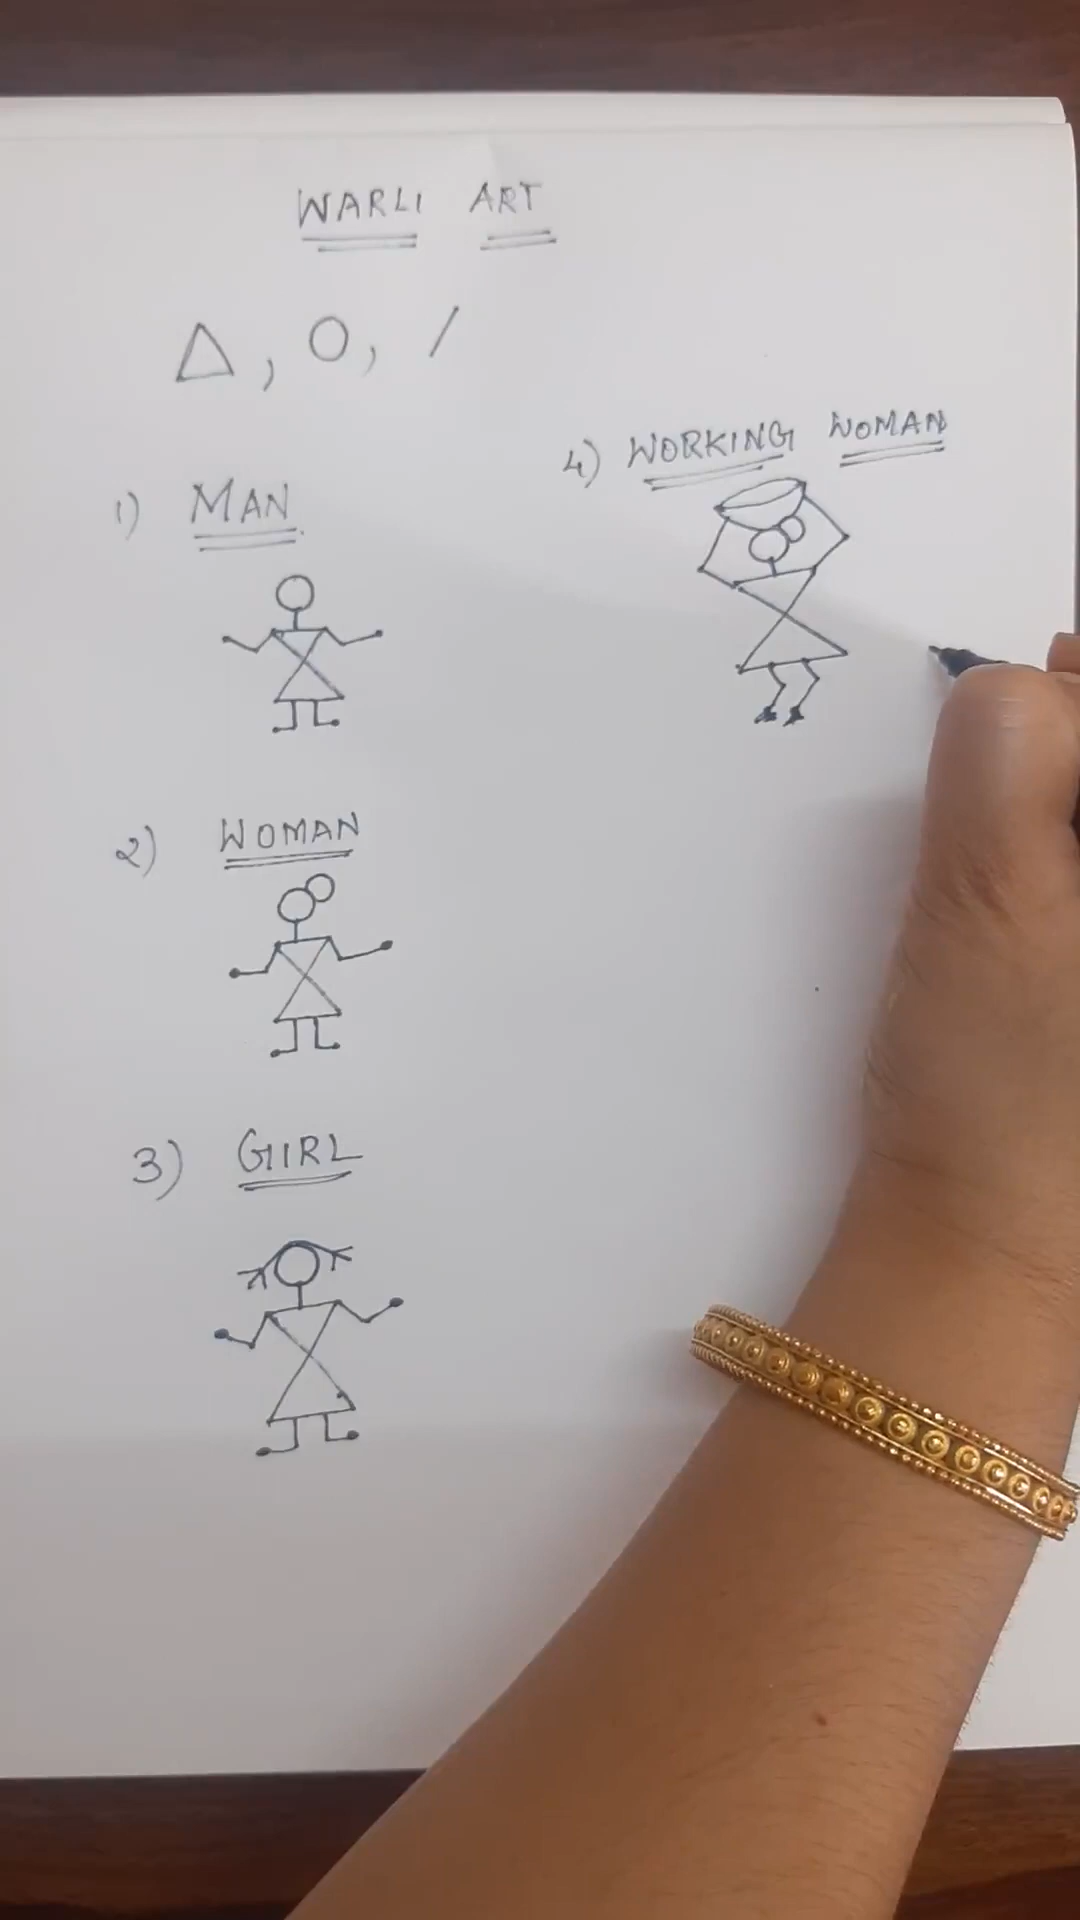 WARLI ART
△, O, /
1) MAN
2) WOMAN
3) GIRL
4) WORKING WOMAN